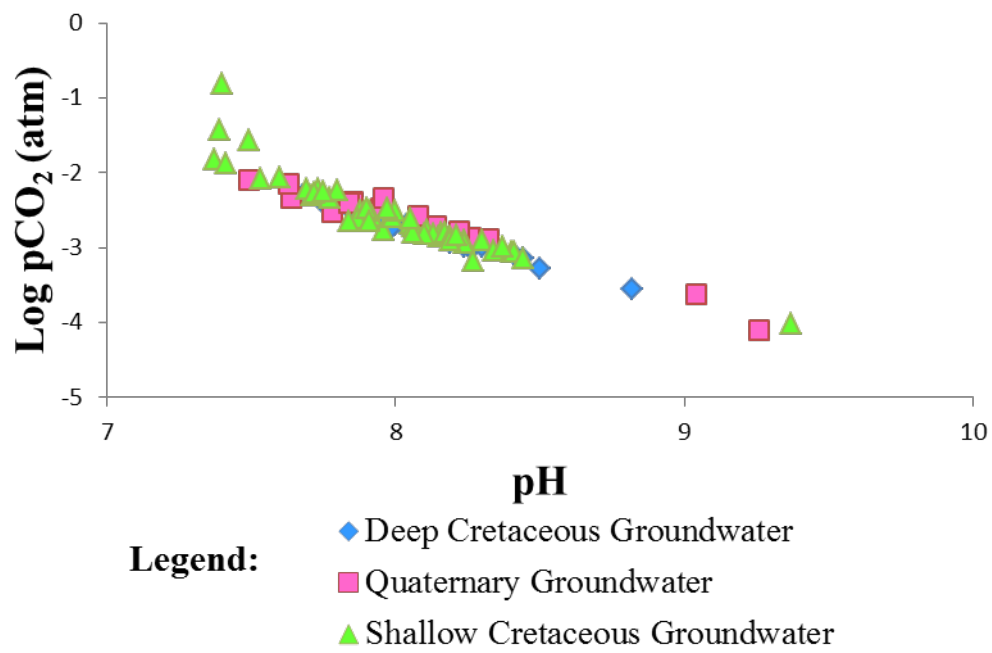 0
-1
-2
-3
-4
-5
Log pCO2 (atm)
7
8
9
10
pH
Legend:
Deep Cretaceous Groundwater
Quaternary Groundwater
Shallow Cretaceous Groundwater